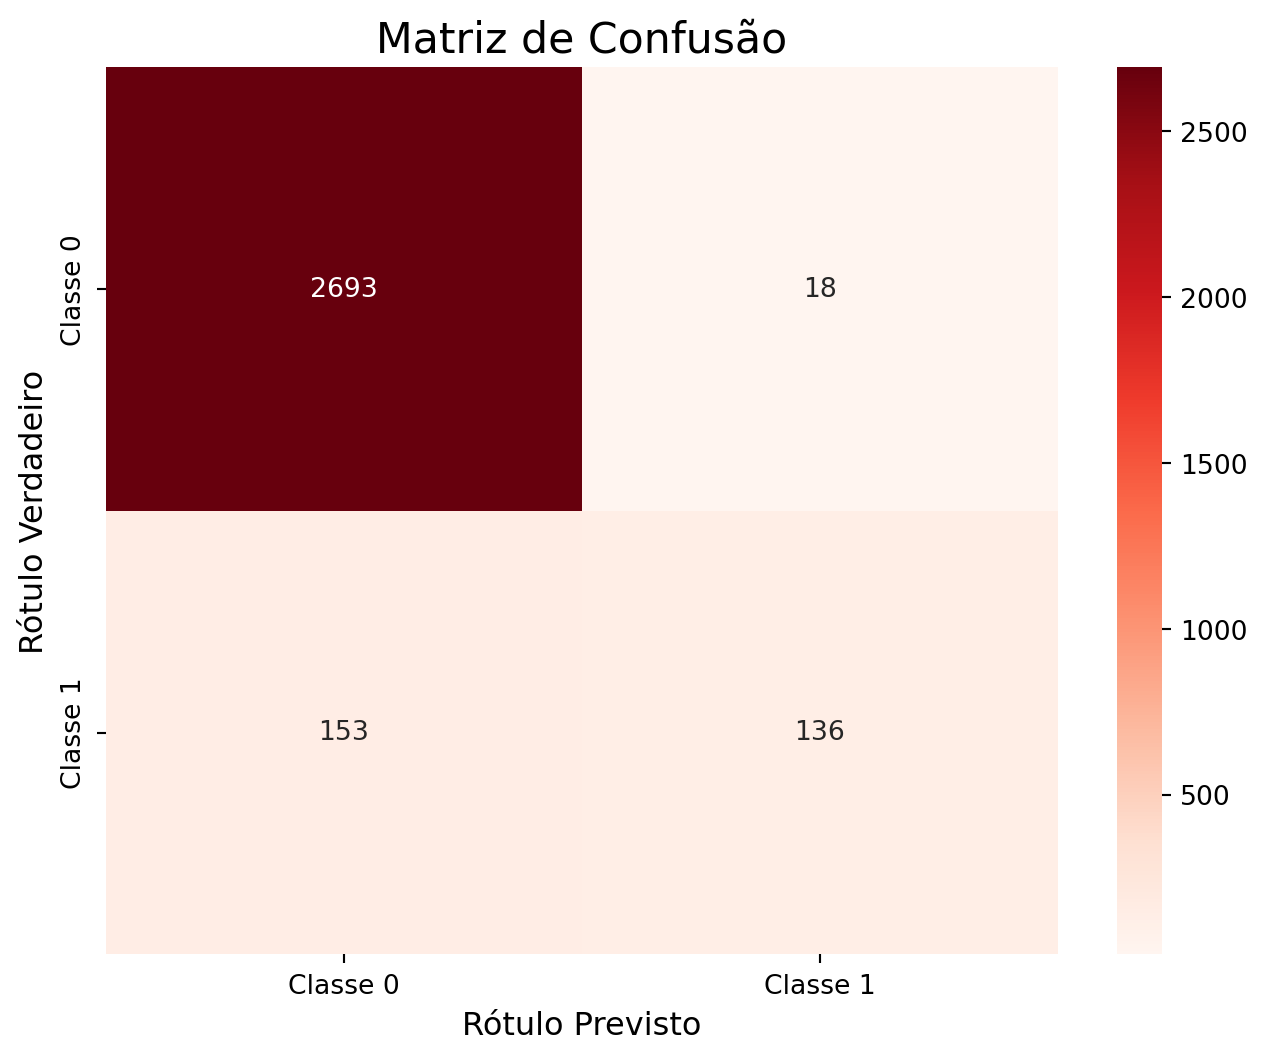 Matriz de Confusão
Classe 0
2693
18
Rótulo Verdadeiro
Classe 1
153
136
Classe 0
Classe 1
Rótulo Previsto
2500
2000
1500
1000
500